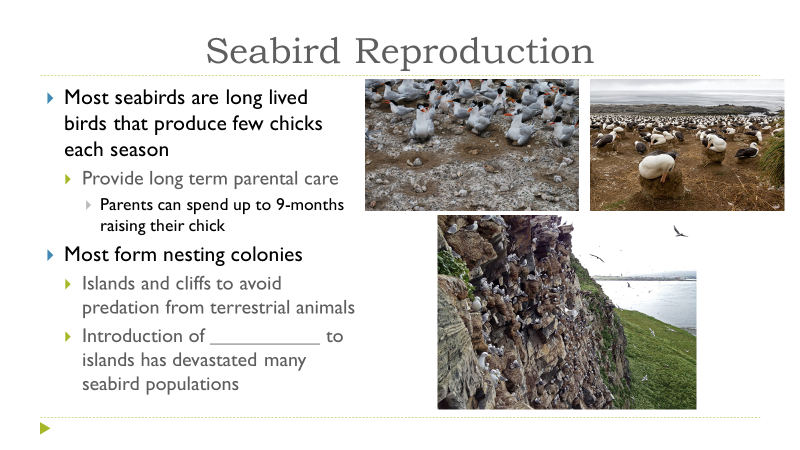 Seabird Reproduction
Most seabirds are long lived
birds that produce few chicks
each season
Provide long term parental care
Parents can spend up to 9-months
raising their chick
Most form nesting colonies
Islands and cliffs to avoid
predation from terrestrial animals
Introduction of ___________ to
islands has devastated many
seabird populations